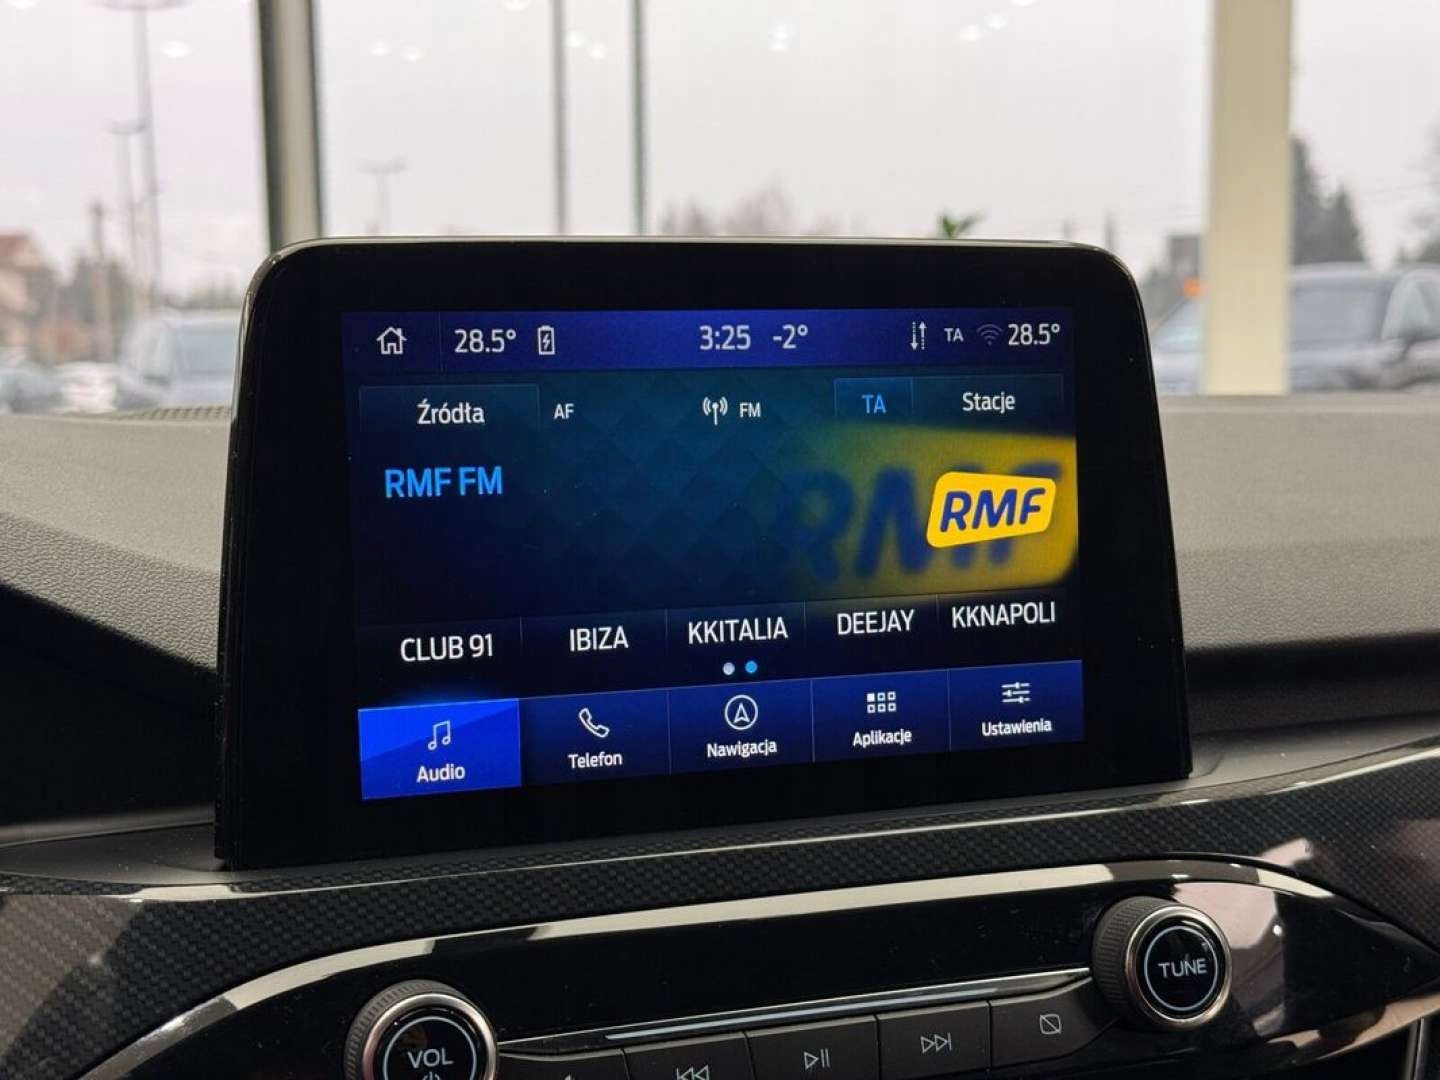 28.5°
3:25 -2°
TA
28.5°
Źródła
AF
FM
TA
Stacje
RMF FM
RMF
RMF
CLUB 91
IBIZA
KKITALIA
DEEJAY
KKNAPOLI
Audio
Telefon
Nawigacja
Aplikacje
Ustawienia
VOL
TUNE